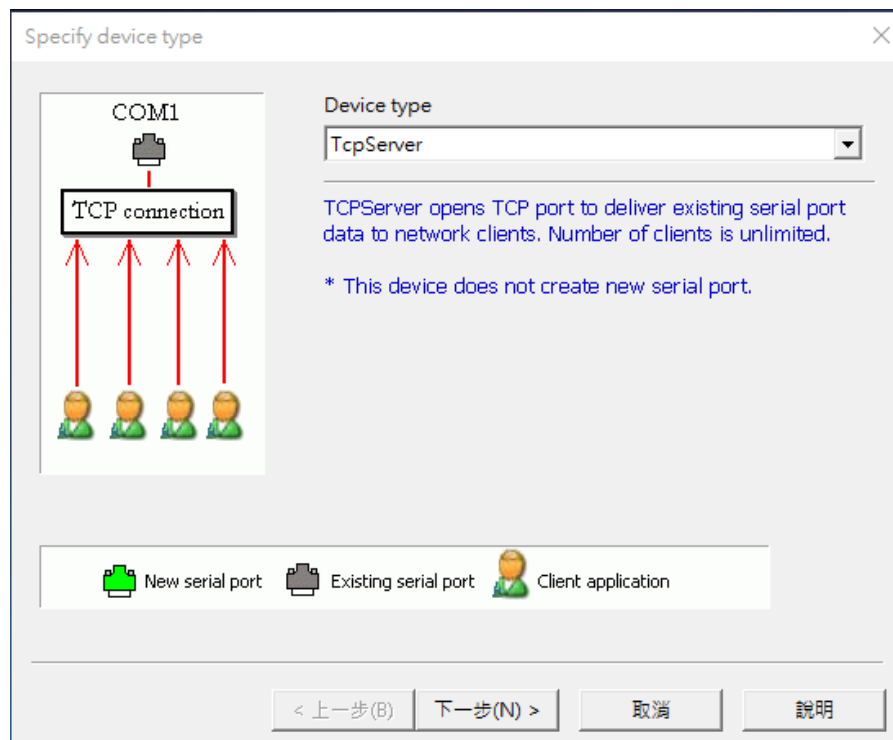 Specify device type
COM1
TCP connection
Device type
TcpServer
TCPServer opens TCP port to deliver existing serial port
data to network clients. Number of clients is unlimited.
* This device does not create new serial port.
New serial port
Existing serial port
Client application
< 上一步(B)
下一步(N) >
取消
說明